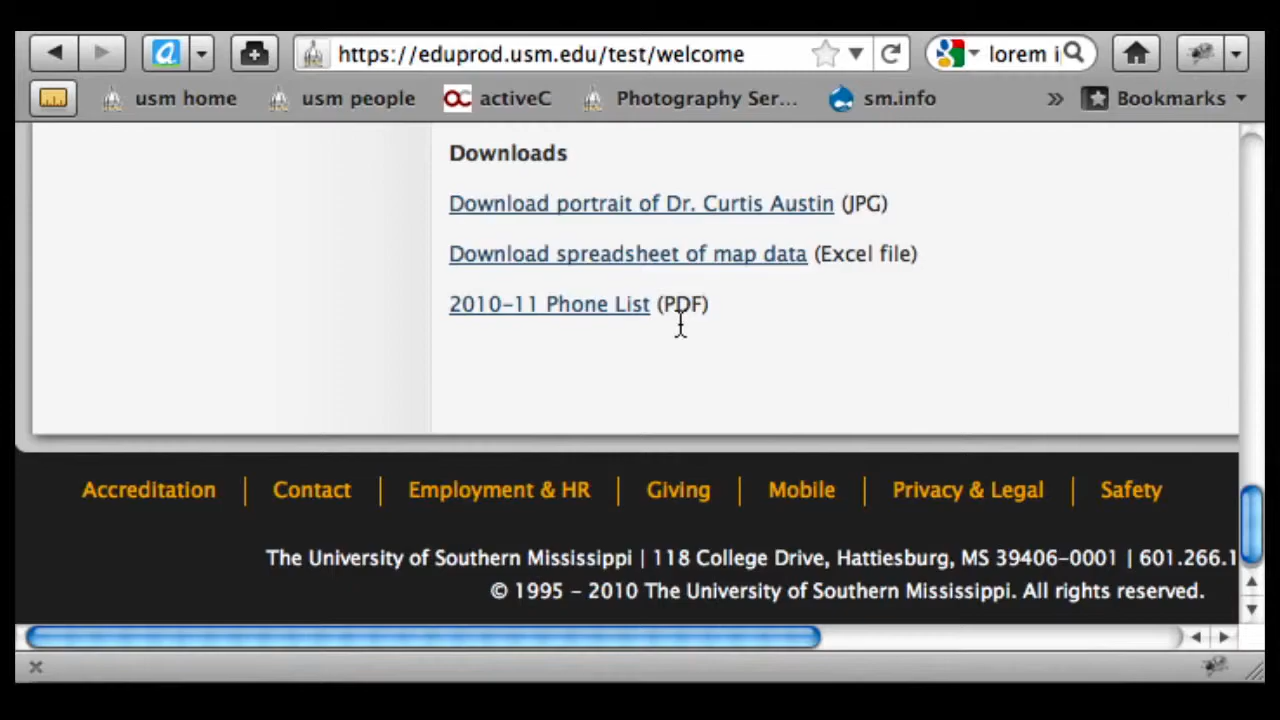 https://eduprod.usm.edu/test/welcome
lorem i
usm home
usm people
activeC
Photography Ser...
sm.info
»
Bookmarks
Downloads
Download portrait of Dr. Curtis Austin (JPG)
Download spreadsheet of map data (Excel file)
2010-11 Phone List (PDF)
Accreditation | Contact | Employment & HR | Giving | Mobile | Privacy & Legal | Safety
The University of Southern Mississippi | 118 College Drive, Hattiesburg, MS 39406-0001 | 601.266.1
© 1995 - 2010 The University of Southern Mississippi. All rights reserved.